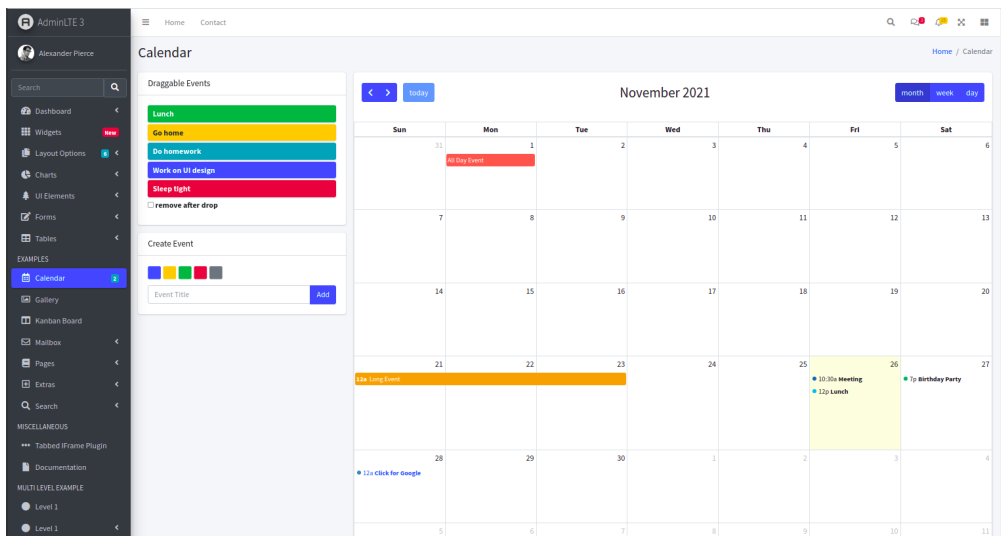 AdminLTE 3
Home Contact
Alexander Pierce
Search
Dashboard
Widgets New
Layout Options 6
Charts
UI Elements
Forms
Tables
EXAMPLES
Calendar 2
Gallery
Kanban Board
Mailbox
Pages
Extras
Search
MISCELLANEOUS
Tabbed IFrame Plugin
Documentation
MULTI LEVEL EXAMPLE
Level 1
Level 1
Calendar
Home / Calendar
Draggable Events
Lunch
Go home
Do homework
Work on UI design
Sleep tight
remove after drop
Create Event
Event Title Add
today
November 2021
month week day
Sun Mon Tue Wed Thu Fri Sat
31 1 2 3 4 5 6
All Day Event
7 8 9 10 11 12 13
14 15 16 17 18 19 20
21 22 23 24 25 26 27
12a Long Event
10:30a Meeting
7p Birthday Party
12p Lunch
28 29 30 1 2 3 4
12a Click for Google
5 6 7 8 9 10 11